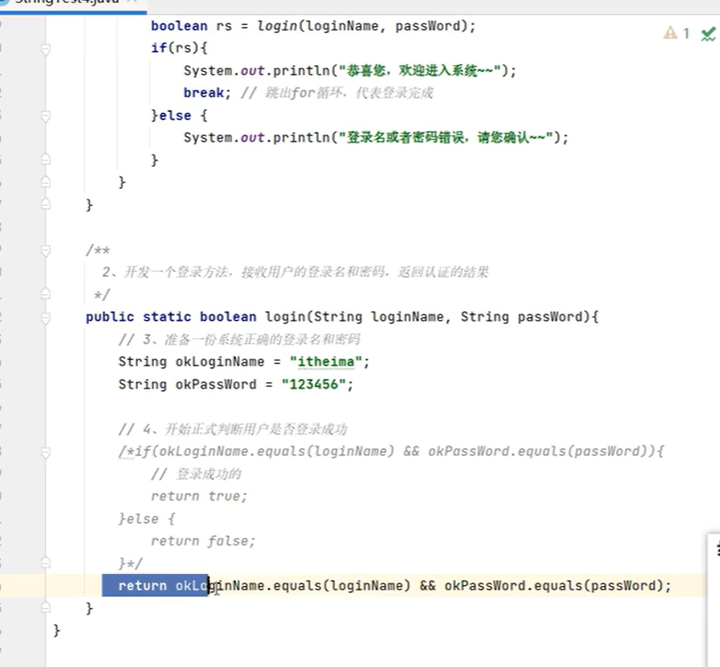 StringTest4.java
boolean rs = login(loginName, passWord);
if(rs){
System.out.println("恭喜您，欢迎进入系统~~");
break; // 跳出for循环，代表登录完成
}else {
System.out.println("登录名或者密码错误，请您确认~~");
}
}
}
/**
2、开发一个登录方法，接收用户的登录名和密码，返回认证的结果
*/
public static boolean login(String loginName, String passWord){
// 3、准备一份系统正确的登录名和密码
String okLoginName = "itheima";
String okPassWord = "123456";
// 4、开始正式判断用户是否登录成功
/*if(okLoginName.equals(loginName) && okPassWord.equals(passWord)){
// 登录成功的
return true;
}else {
return false;
}*/
return okLoginName.equals(loginName) && okPassWord.equals(passWord);
}
}
1